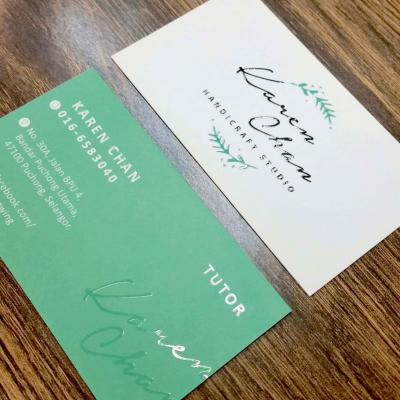 KAREN CHAN
016-6583040
No. 30A, Jalan BPU 4,
Bandar Puchong Utama,
47100 Puchong, Selangor.
TUTOR
Karen
Chan
Karen
Chan
HANDICRAFT STUDIO